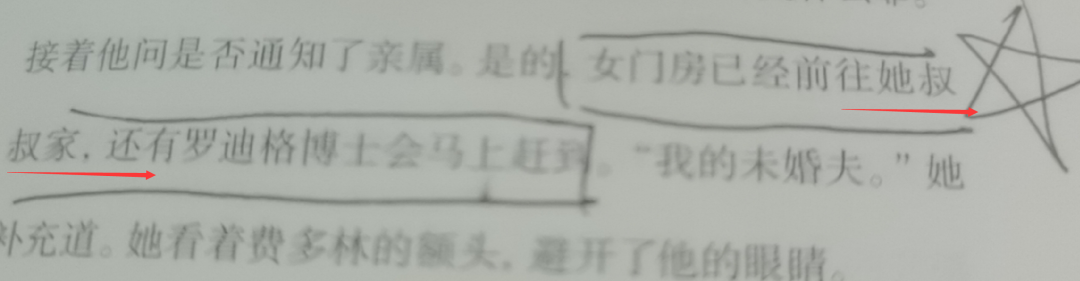 接着他问是否通知了亲属。是的，女门房已经前往她叔
叔家，还有罗迪格博士会马上赶到。“我的未婚夫。”她
补充道。她看着费多林的额头，避开了他的眼睛。